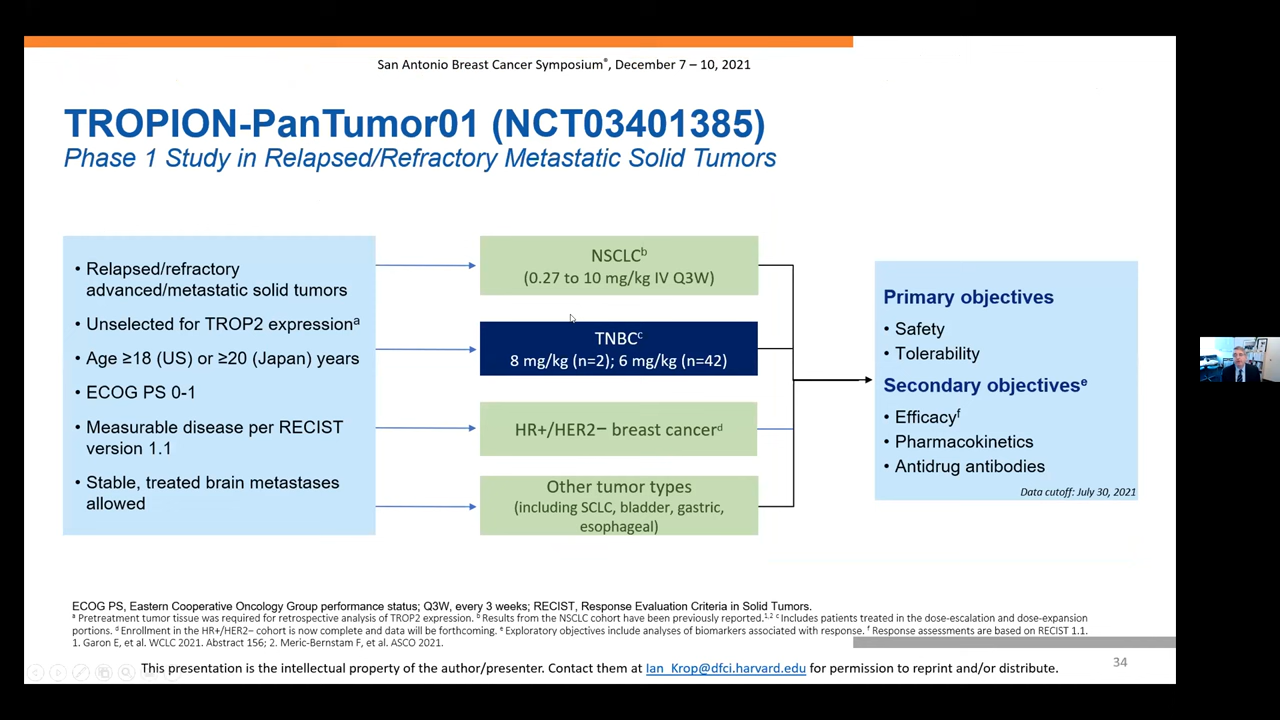 San Antonio Breast Cancer Symposium®, December 7 – 10, 2021
TROPION-PanTumor01 (NCT03401385)
Phase 1 Study in Relapsed/Refractory Metastatic Solid Tumors
• Relapsed/refractory
advanced/metastatic solid tumors
• Unselected for TROP2 expressionᵃ
• Age ≥18 (US) or ≥20 (Japan) years
• ECOG PS 0-1
• Measurable disease per RECIST
version 1.1
• Stable, treated brain metastases
allowed
NSCLCᵇ
(0.27 to 10 mg/kg IV Q3W)
TNBCᶜ
8 mg/kg (n=2); 6 mg/kg (n=42)
HR+/HER2− breast cancerᵈ
Other tumor types
(including SCLC, bladder, gastric,
esophageal)
Primary objectives
• Safety
• Tolerability
Secondary objectivesᵉ
• Efficacyᶠ
• Pharmacokinetics
• Antidrug antibodies
Data cutoff: July 30, 2021
ECOG PS, Eastern Cooperative Oncology Group performance status; Q3W, every 3 weeks; RECIST, Response Evaluation Criteria in Solid Tumors.
ᵃ Pretreatment tumor tissue was required for retrospective analysis of TROP2 expression. ᵇ Results from the NSCLC cohort have been previously reported.¹,² ᶜ Includes patients treated in the dose-escalation and dose-expansion
portions. ᵈ Enrollment in the HR+/HER2− cohort is now complete and data will be forthcoming. ᵉ Exploratory objectives include analyses of biomarkers associated with response. ᶠ Response assessments are based on RECIST 1.1.
1. Garon E, et al. WCLC 2021. Abstract 156; 2. Meric-Bernstam F, et al. ASCO 2021.
This presentation is the intellectual property of the author/presenter. Contact them at Ian_Krop@dfci.harvard.edu for permission to reprint and/or distribute.
34